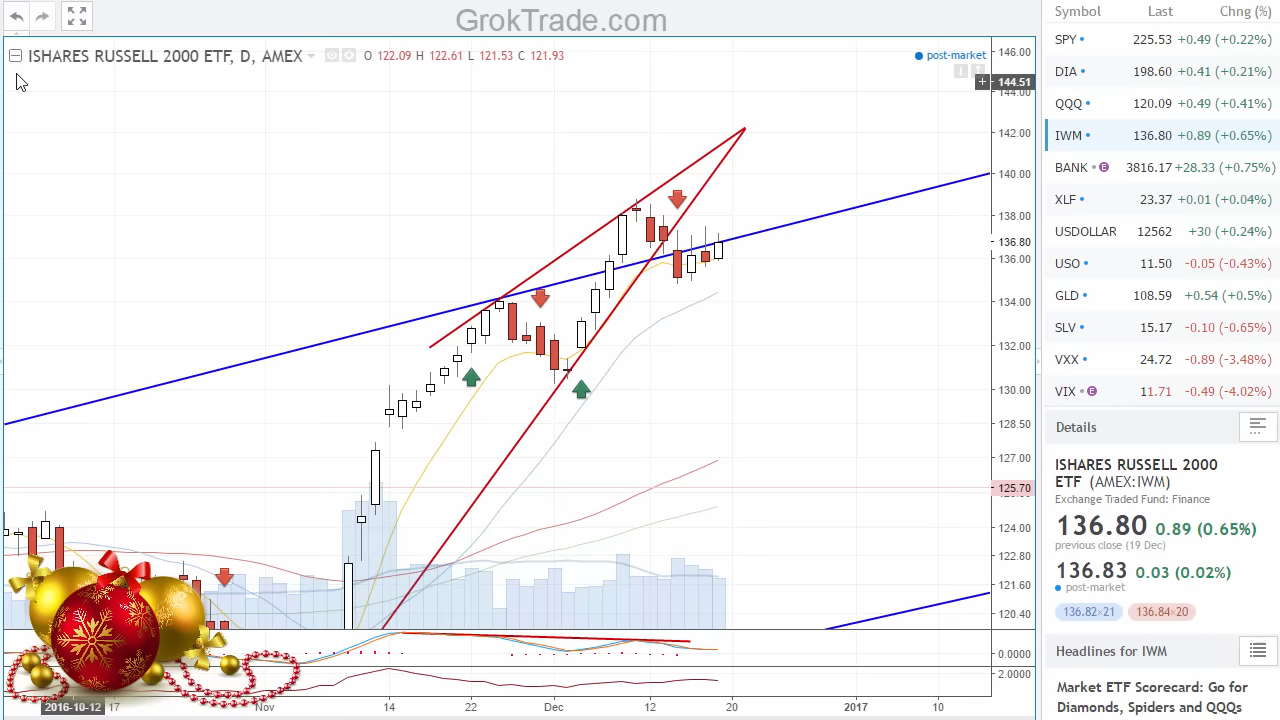 GrokTrade.com
ISHARES RUSSELL 2000 ETF, D, AMEX O 122.09 H 122.61 L 121.53 C 121.93
post-market
146.00
144.51
144.00
142.00
140.00
138.00
136.80
136.00
134.00
132.00
130.00
128.50
127.00
125.70
124.00
122.80
121.60
120.40
0.0000
2.0000
2016-10-12 17 Nov 14 22 Dec 12 20 2017 10
Symbol Last Chng (%)
SPY 225.53 +0.49 (+0.22%)
DIA 198.60 +0.41 (+0.21%)
QQQ 120.09 +0.49 (+0.41%)
IWM 136.80 +0.89 (+0.65%)
BANK E 3816.17 +28.33 (+0.75%)
XLF 23.37 +0.01 (+0.04%)
USDOLLAR 12562 +30 (+0.24%)
USO 11.50 -0.05 (-0.43%)
GLD 108.59 +0.54 (+0.5%)
SLV 15.17 -0.10 (-0.65%)
VXX 24.72 -0.89 (-3.48%)
VIX E 11.71 -0.49 (-4.02%)
Details
ISHARES RUSSELL 2000
ETF (AMEX:IWM)
Exchange Traded Fund: Finance
136.80 0.89 (0.65%)
previous close (19 Dec)
136.83 0.03 (0.02%)
post-market
136.82×21 136.84×20
Headlines for IWM
Market ETF Scorecard: Go for
Diamonds, Spiders and QQQs